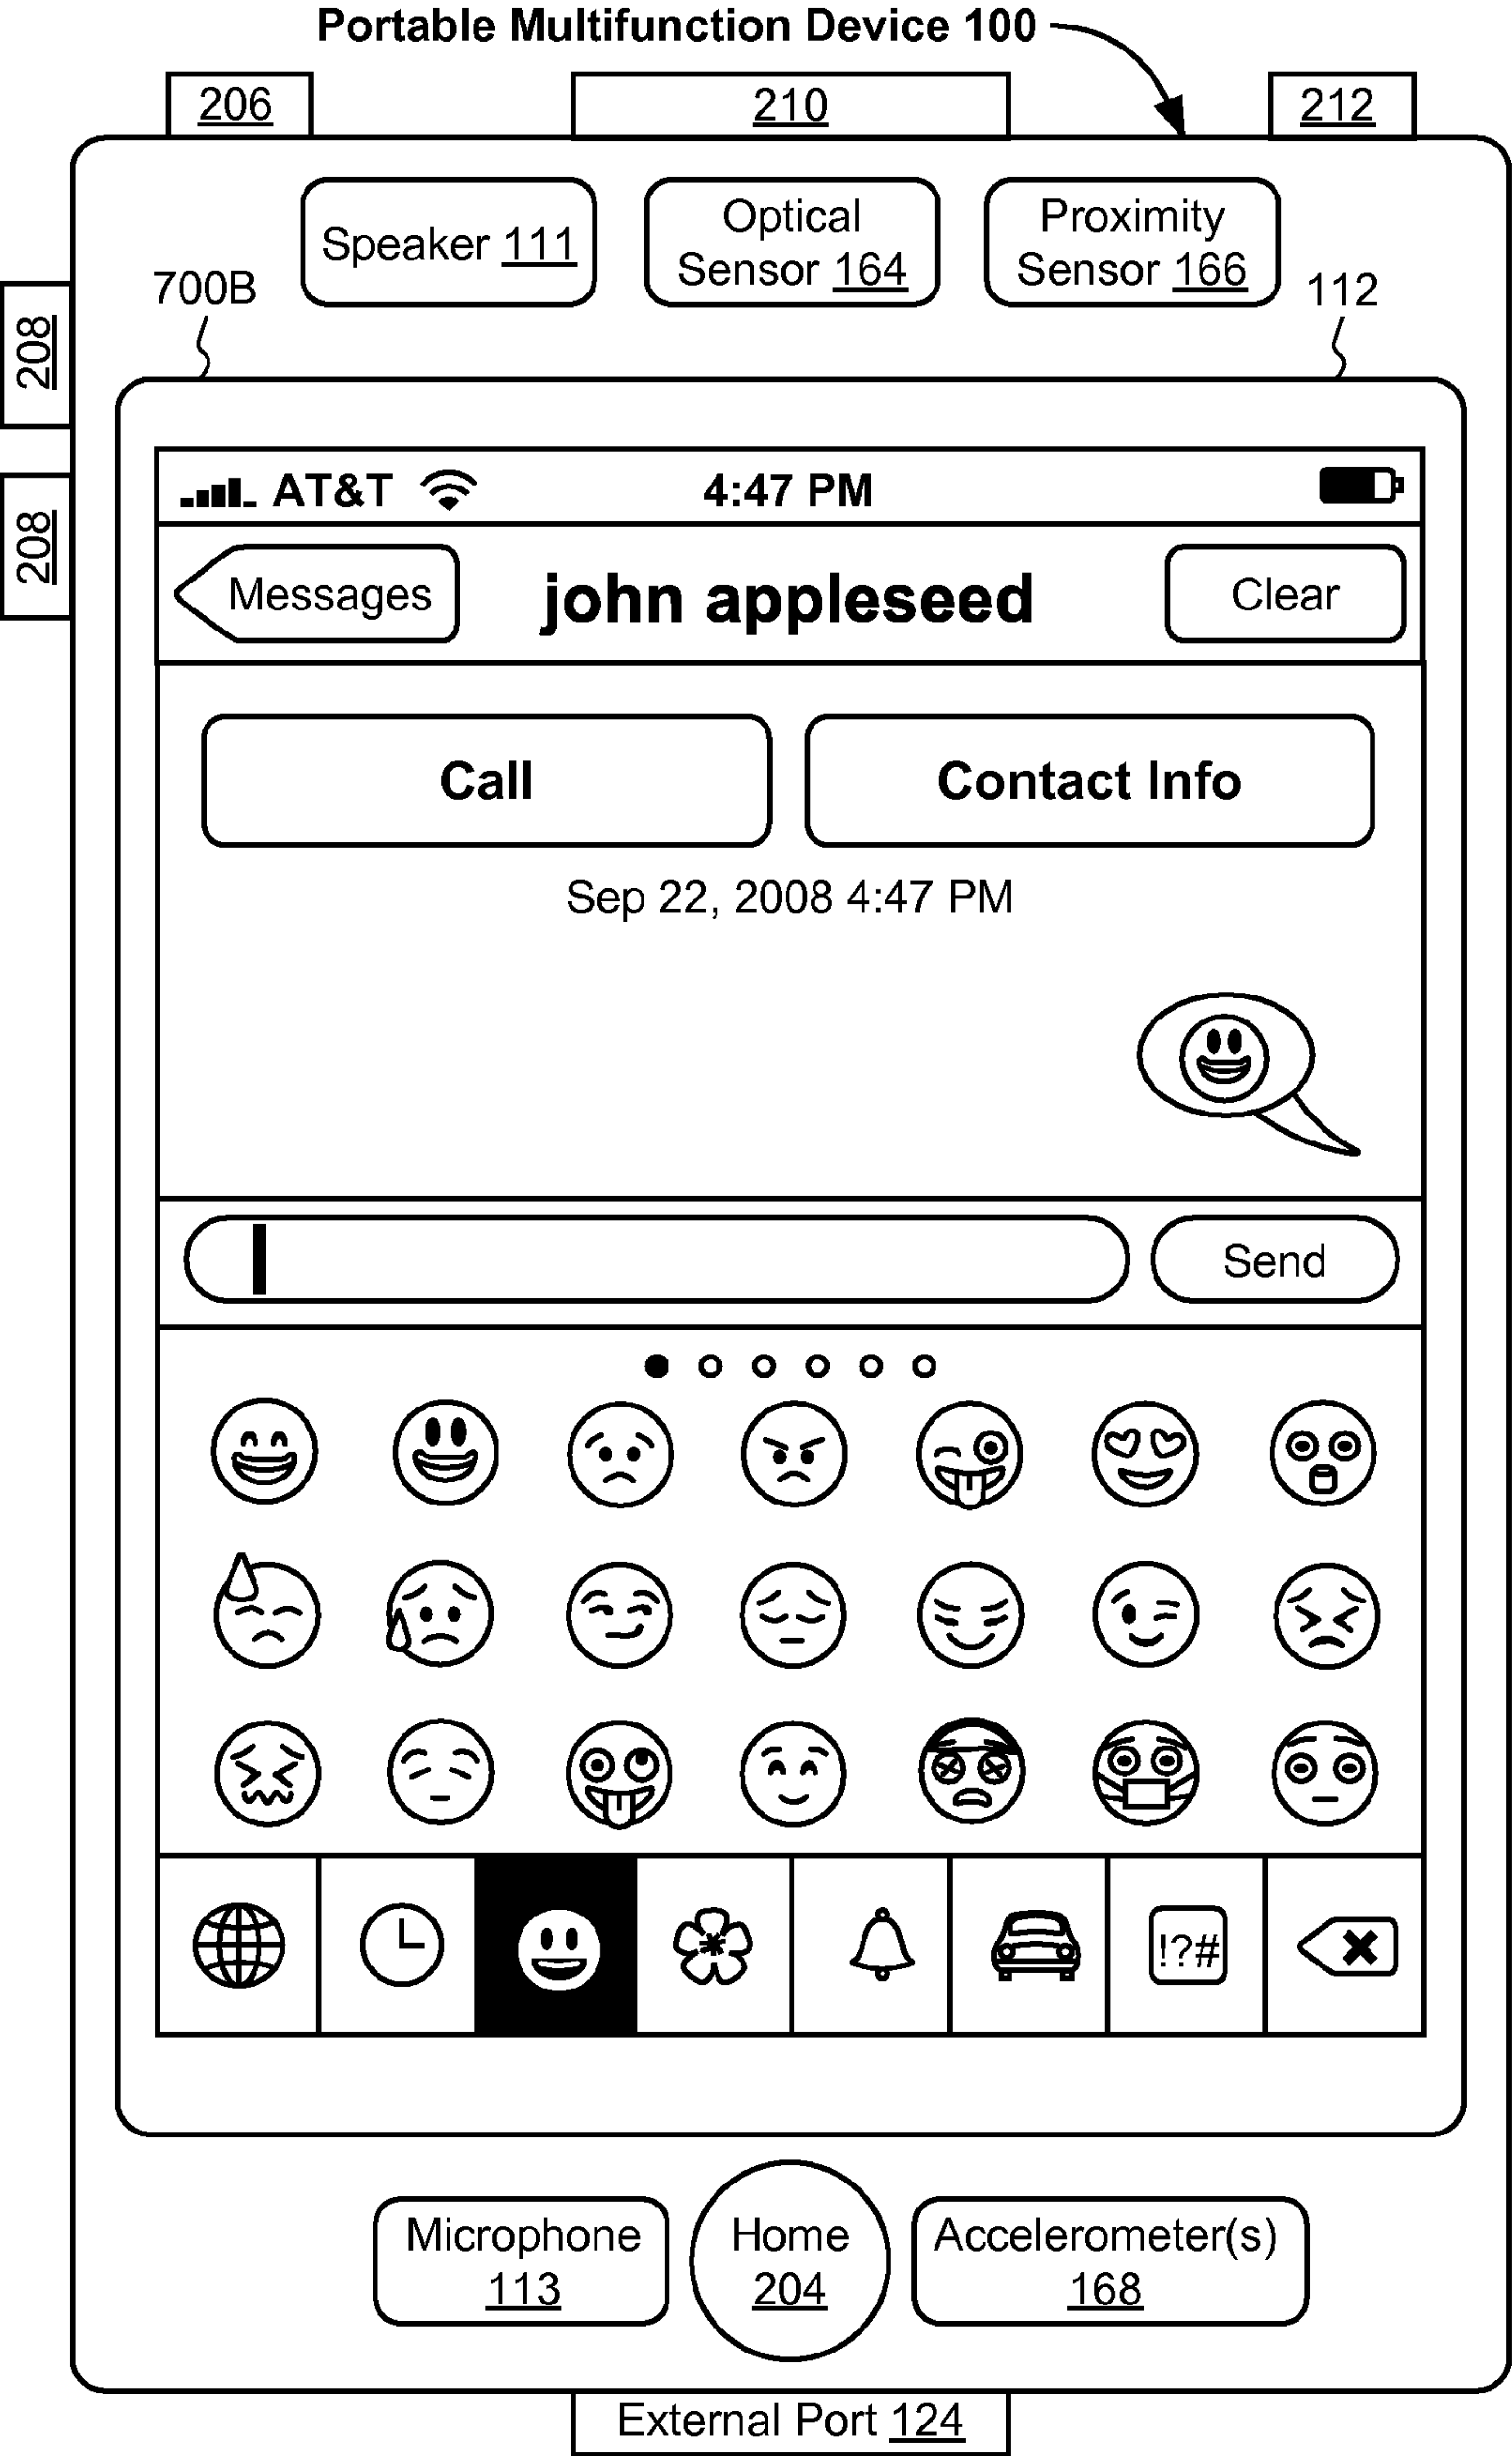 Portable Multifunction Device 100
206
210
212
Speaker 111
Optical
Sensor 164
Proximity
Sensor 166
700B
112
208
208
AT&T
4:47 PM
Messages
john appleseed
Clear
Call
Contact Info
Sep 22, 2008 4:47 PM
Send
!?#
Microphone
113
Home
204
Accelerometer(s)
168
External Port 124